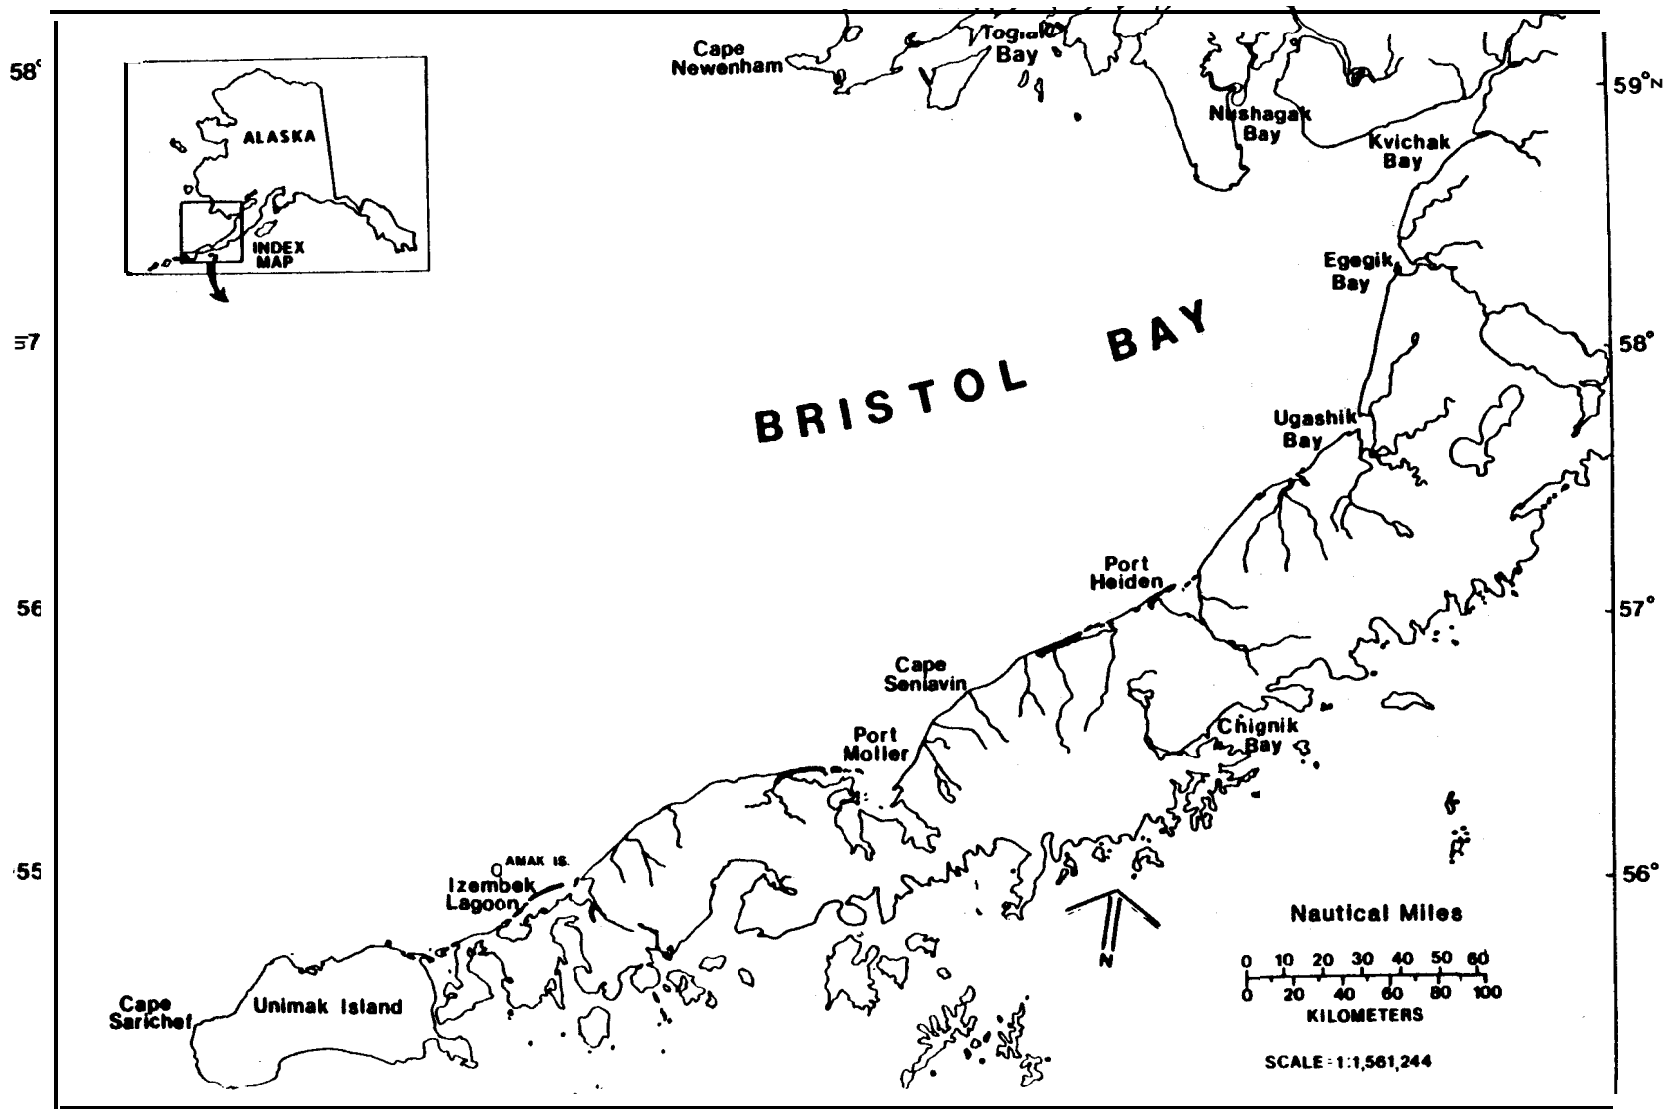 Cape
Newenham
Togiak
Bay
58°
59°N
ALASKA
INDEX
MAP
Nushagak
Bay
Kvichak
Bay
Egegik
Bay
57
58°
BRISTOL BAY
Ugashik
Bay
Port
Heiden
56
57°
Cape
Seniavin
Port
Moller
Chignik
Bay
55
56°
AMAK IS.
Izembek
Lagoon
Nautical Miles
N
0 10 20 30 40 50 60
0 20 40 60 80 100
KILOMETERS
Cape
Sarichef
Unimak Island
SCALE = 1:1,561,244